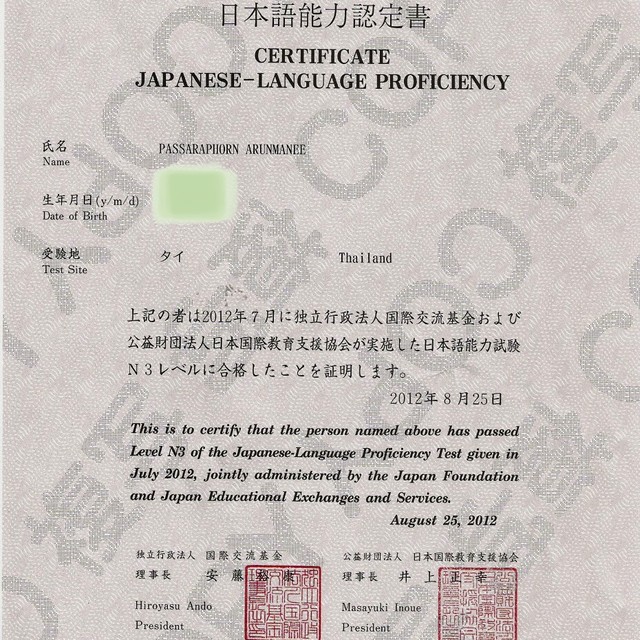 日本語能力認定書
CERTIFICATE
JAPANESE-LANGUAGE PROFICIENCY
氏名
Name
PASSARAPHORN ARUNMANEE
生年月日(y/m/d)
Date of Birth
受験地
Test Site
タイ
Thailand
上記の者は2012年7月に独立行政法人国際交流基金および
公益財団法人日本国際教育支援協会が実施した日本語能力試験
N3レベルに合格したことを証明します。
2012年8月25日
This is to certify that the person named above has passed
Level N3 of the Japanese-Language Proficiency Test given in
July 2012, jointly administered by the Japan Foundation
and Japan Educational Exchanges and Services.
August 25, 2012
独立行政法人 国際交流基金
理事長 安藤裕康
Hiroyasu Ando
President
公益財団法人 日本国際教育支援協会
理事長 井上正幸
Masayuki Inoue
President